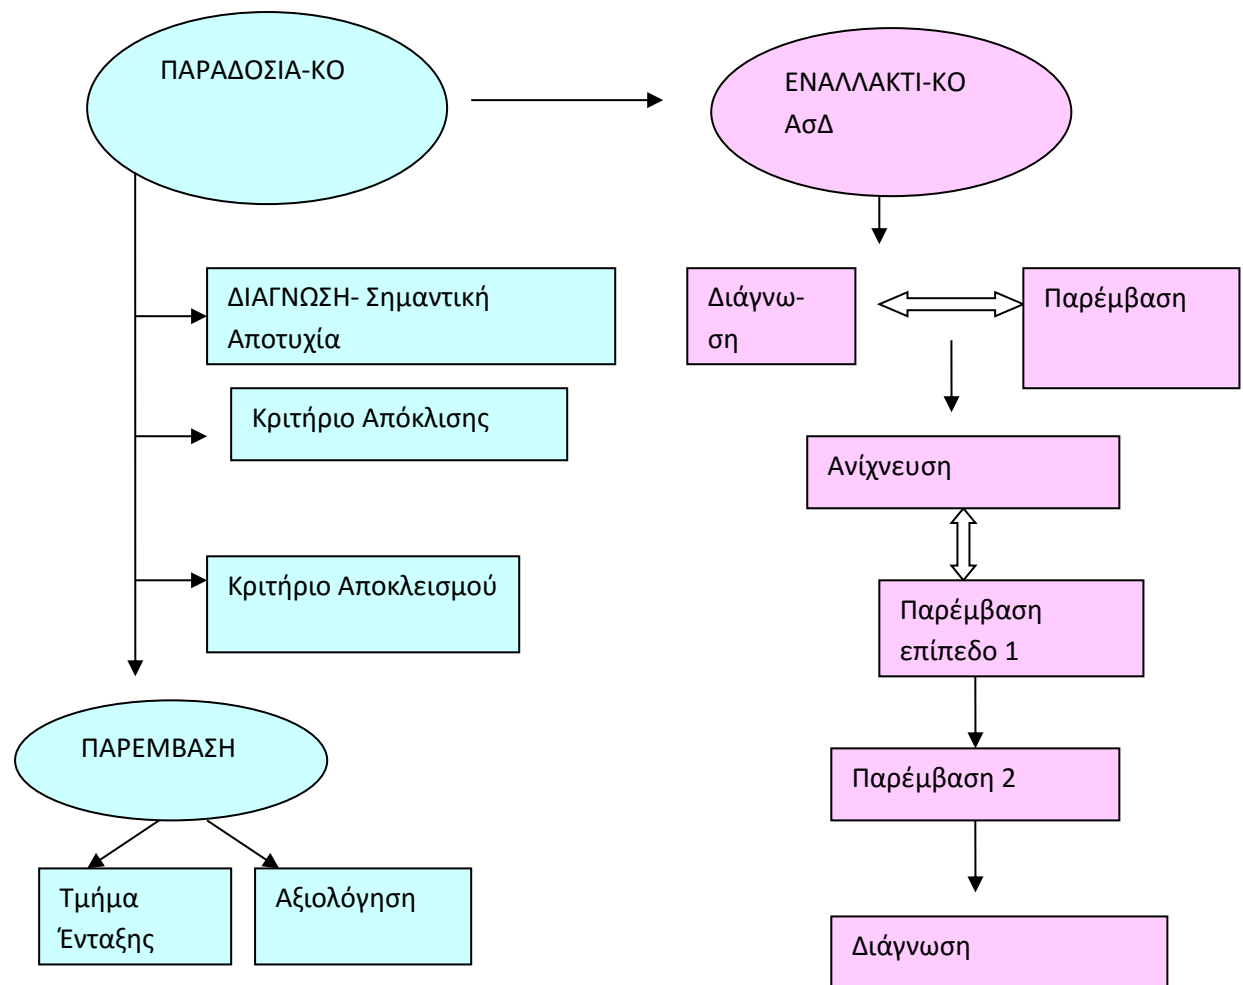 ΠΑΡΑΔΟΣΙΑ-ΚΟ
ΕΝΑΛΛΑΚΤΙ-ΚΟ
ΑσΔ
ΔΙΑΓΝΩΣΗ- Σημαντική
Αποτυχία
Διάγνω-
ση
Παρέμβαση
Κριτήριο Απόκλισης
Ανίχνευση
Κριτήριο Αποκλεισμού
Παρέμβαση
επίπεδο 1
ΠΑΡΕΜΒΑΣΗ
Παρέμβαση 2
Τμήμα
Ένταξης
Αξιολόγηση
Διάγνωση